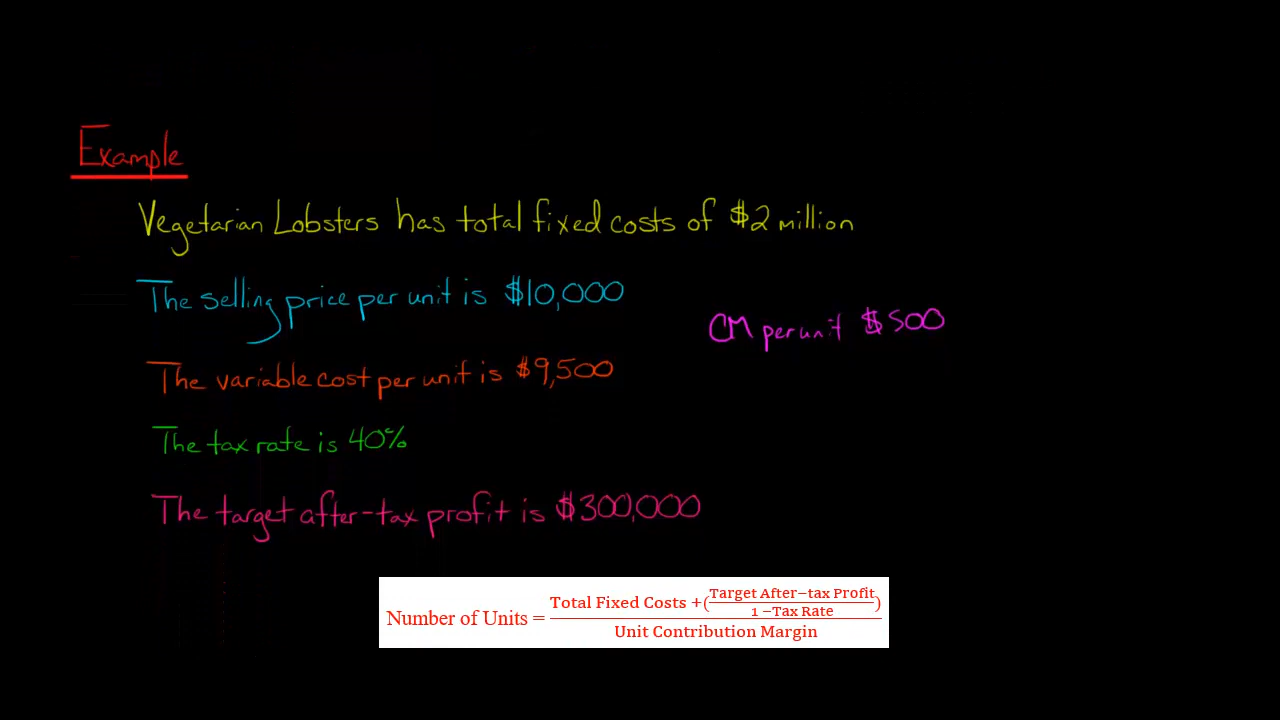 Example
Vegetarian Lobsters has total fixed costs of $2 million
The selling price per unit is $10,000
CM per unit $500
The variable cost per unit is $9,500
The tax rate is 40%
The target after-tax profit is $300,000
Number of Units = Total Fixed Costs +(Target After−tax Profit / 1 −Tax Rate) / Unit Contribution Margin